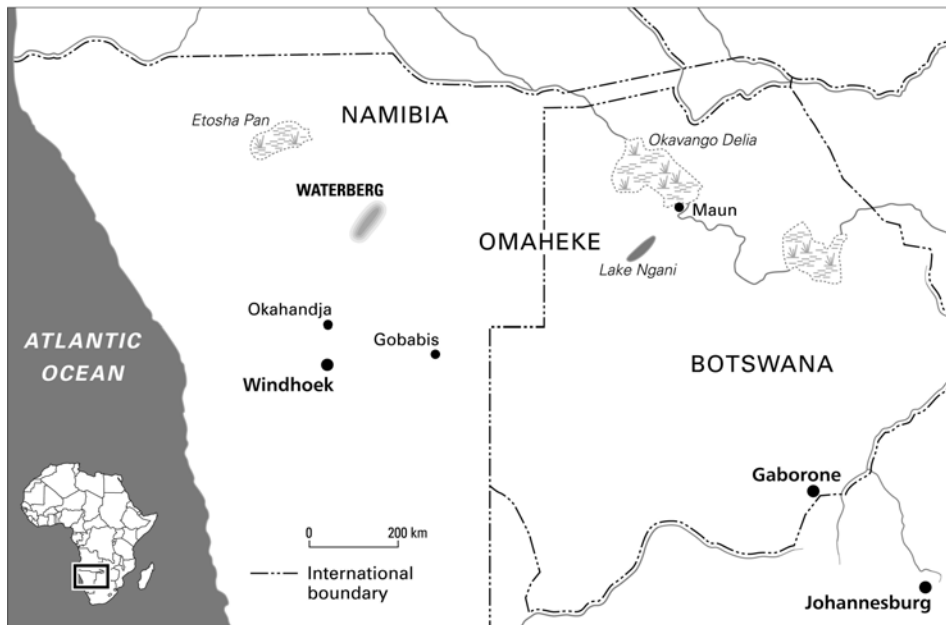 Etosha Pan
NAMIBIA
Okavango Delia
WATERBERG
Maun
OMAHEKE
Lake Ngani
Okahandja
Gobabis
ATLANTIC
OCEAN
Windhoek
BOTSWANA
Gaborone
0 200 km
International
boundary
Johannesburg